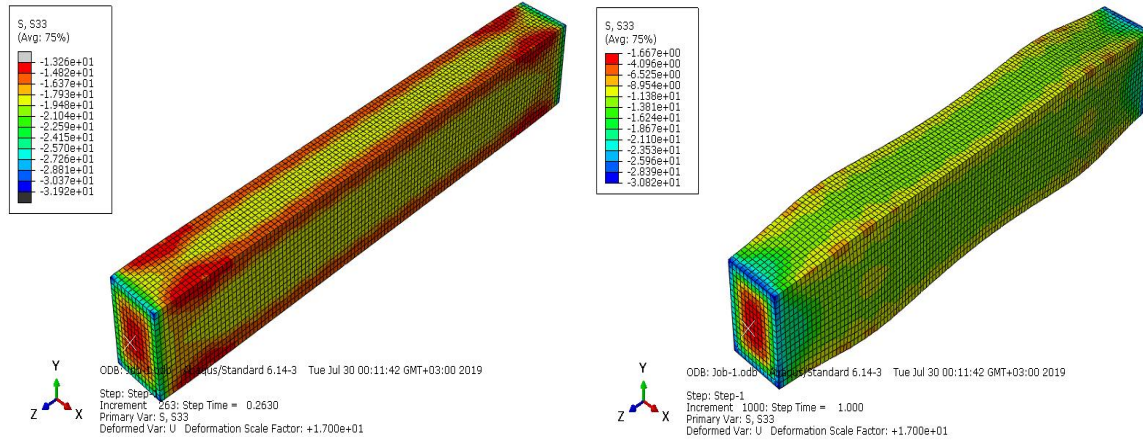 S, S33
(Avg: 75%)
-1.326e+01
-1.482e+01
-1.637e+01
-1.793e+01
-1.948e+01
-2.104e+01
-2.259e+01
-2.415e+01
-2.570e+01
-2.726e+01
-2.881e+01
-3.037e+01
-3.192e+01
Y
Z
X
ODB: Job-1.odb Abaqus/Standard 6.14-3 Tue Jul 30 00:11:42 GMT+03:00 2019
Step: Step-
Increment 263: Step Time = 0.2630
Primary Var: S, S33
Deformed Var: U Deformation Scale Factor: +1.700e+01
S, S33
(Avg: 75%)
-1.667e+00
-4.096e+00
-6.525e+00
-8.954e+00
-1.138e+01
-1.381e+01
-1.624e+01
-1.867e+01
-2.110e+01
-2.353e+01
-2.596e+01
-2.839e+01
-3.082e+01
Y
Z
X
ODB: Job-1.odb Abaqus/Standard 6.14-3 Tue Jul 30 00:11:42 GMT+03:00 2019
Step: Step-1
Increment 1000: Step Time = 1.000
Primary Var: S, S33
Deformed Var: U Deformation Scale Factor: +1.700e+01